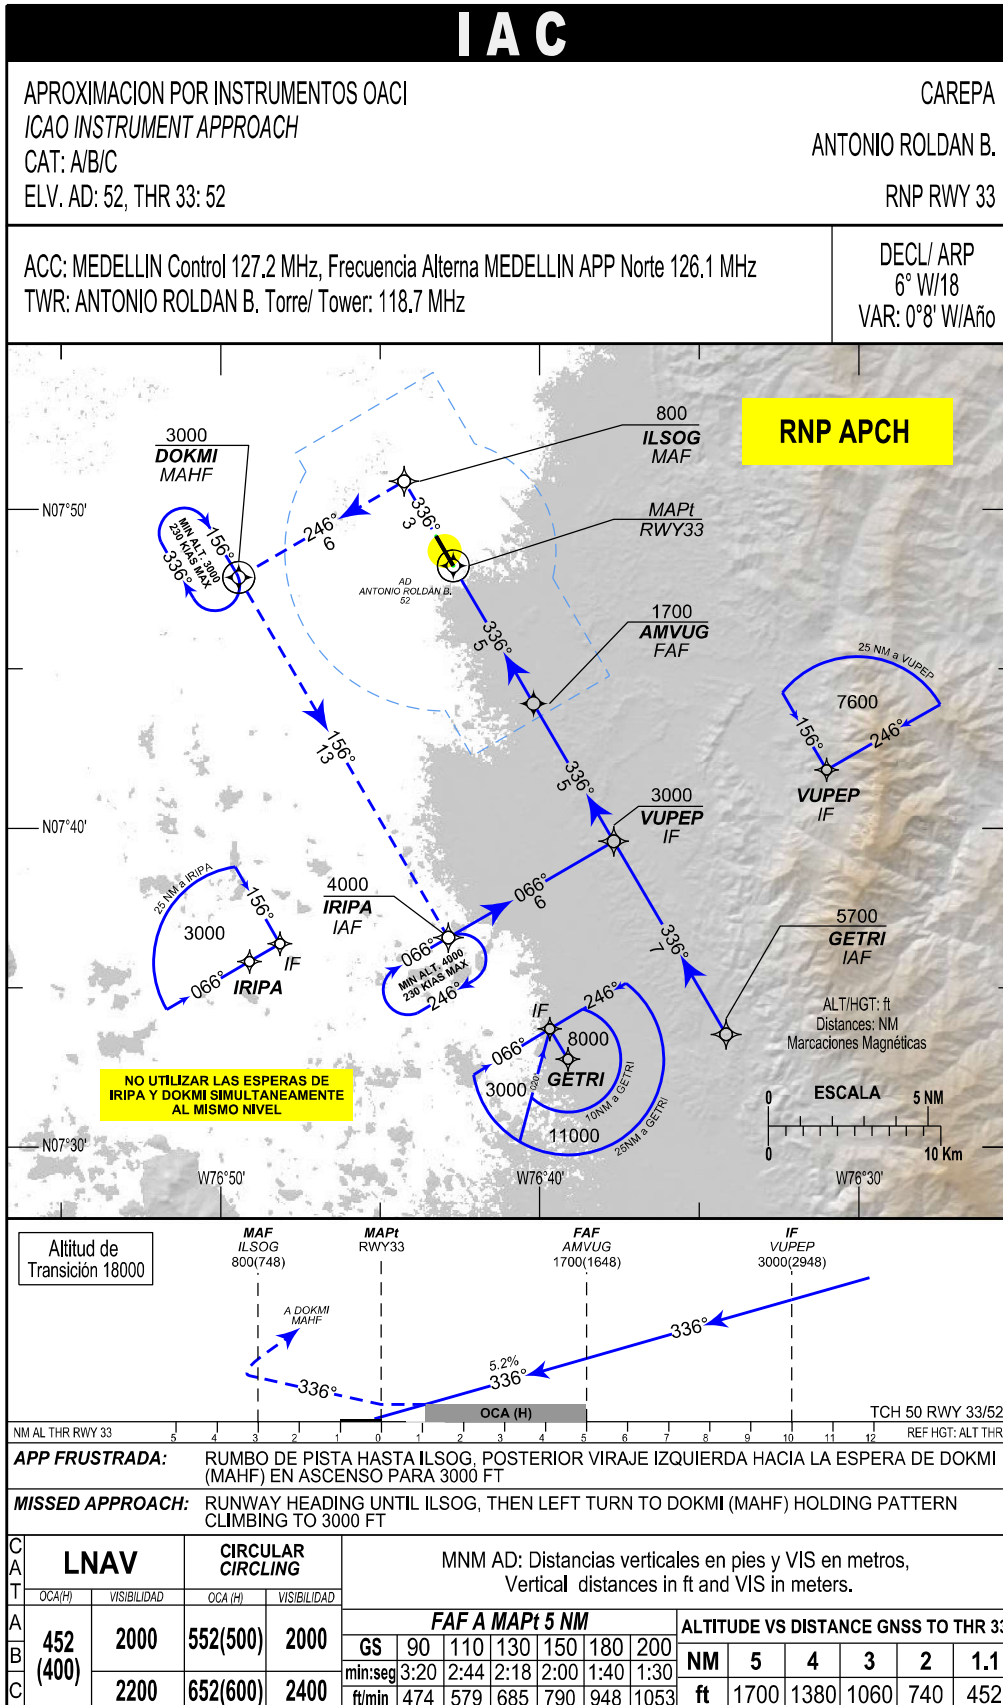 IAC
APROXIMACION POR INSTRUMENTOS OACI
ICAO INSTRUMENT APPROACH
CAT: A/B/C
ELV. AD: 52, THR 33: 52
CAREPA
ANTONIO ROLDAN B.
RNP RWY 33
ACC: MEDELLIN Control 127.2 MHz, Frecuencia Alterna MEDELLIN APP Norte 126.1 MHz
TWR: ANTONIO ROLDAN B. Torre/ Tower: 118.7 MHz
DECL/ ARP
6° W/18
VAR: 0°8' W/Año
RNP APCH
3000
DOKMI
MAHF
800
ILSOG
MAF
N07°50'
156°
MIN ALT. 3000
230 KIAS MAX
336°
246°
6
336°
3
MAPt
RWY33
AD
ANTONIO ROLDÁN B.
52
1700
AMVUG
FAF
336°
5
25 NM a VUPEP
7600
156°
246°
VUPEP
IF
156°
13
336°
5
3000
VUPEP
IF
N07°40'
25 NM a IRIPA
156°
3000
066°
IF
IRIPA
4000
IRIPA
IAF
066°
6
066°
MIN ALT. 4000
230 KIAS MAX
246°
336°
7
5700
GETRI
IAF
ALT/HGT: ft
Distances: NM
Marcaciones Magnéticas
IF
246°
066°
8000
GETRI
3000
020°
10NM a GETRI
11000
25NM a GETRI
NO UTILIZAR LAS ESPERAS DE
IRIPA Y DOKMI SIMULTANEAMENTE
AL MISMO NIVEL
ESCALA
0 5 NM
0 10 Km
N07°30'
W76°50'
W76°40'
W76°30'
Altitud de
Transición 18000
MAF
ILSOG
800(748)
MAPt
RWY33
FAF
AMVUG
1700(1648)
IF
VUPEP
3000(2948)
A DOKMI
MAHF
336°
5.2%
336°
336°
OCA (H)
TCH 50 RWY 33/52
NM AL THR RWY 33
5 4 3 2 1 0 1 2 3 4 5 6 7 8 9 10 11 12
REF HGT: ALT THR
APP FRUSTRADA: RUMBO DE PISTA HASTA ILSOG, POSTERIOR VIRAJE IZQUIERDA HACIA LA ESPERA DE DOKMI
(MAHF) EN ASCENSO PARA 3000 FT
MISSED APPROACH: RUNWAY HEADING UNTIL ILSOG, THEN LEFT TURN TO DOKMI (MAHF) HOLDING PATTERN
CLIMBING TO 3000 FT
CAT
LNAV
CIRCULAR
CIRCLING
OCA(H) VISIBILIDAD OCA (H) VISIBILIDAD
A
B
C
452
(400)
2000 552(500) 2000
2200 652(600) 2400
MNM AD: Distancias verticales en pies y VIS en metros,
Vertical distances in ft and VIS in meters.
FAF A MAPt 5 NM
GS 90 110 130 150 180 200
min:seg 3:20 2:44 2:18 2:00 1:40 1:30
ft/min 474 579 685 790 948 1053
ALTITUDE VS DISTANCE GNSS TO THR 33
NM 5 4 3 2 1.1
ft 1700 1380 1060 740 452